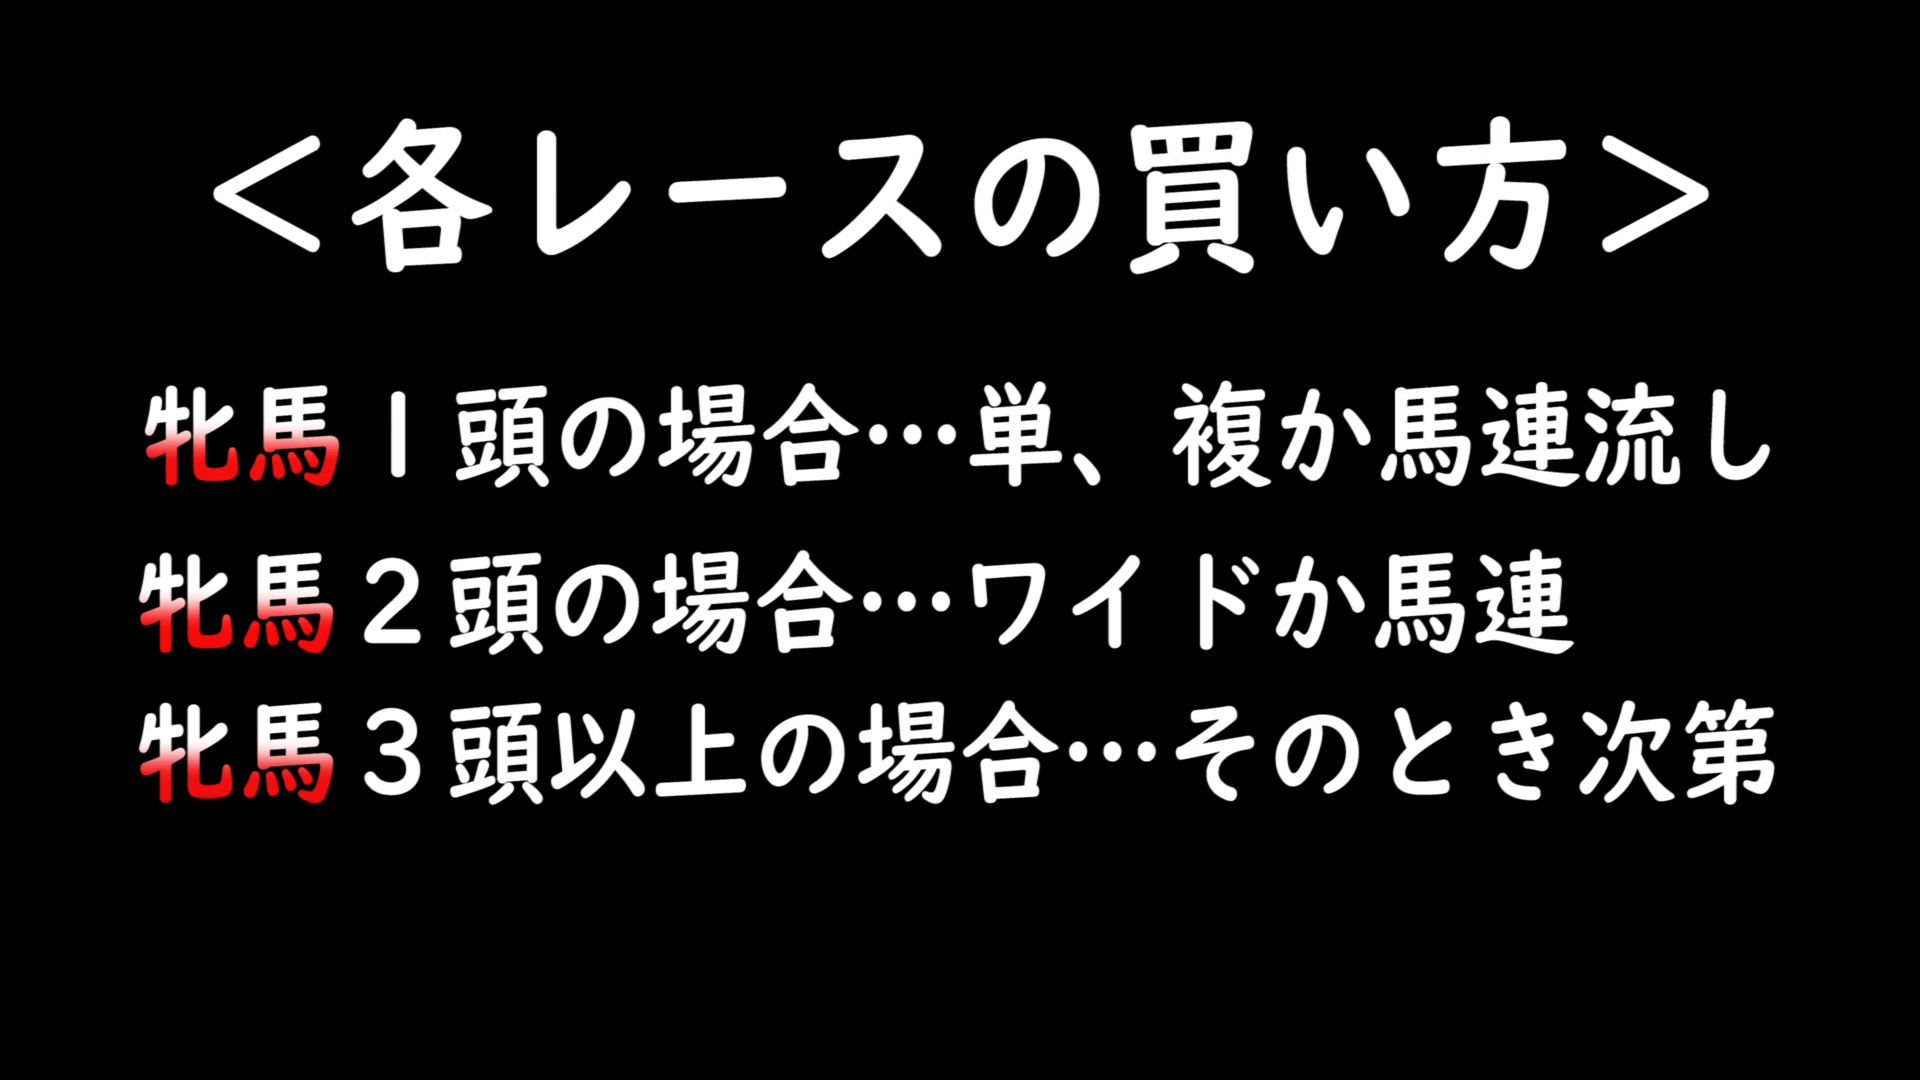 ＜各レースの買い方＞
牝馬１頭の場合…単、複か馬連流し
牝馬２頭の場合…ワイドか馬連
牝馬３頭以上の場合…そのとき次第